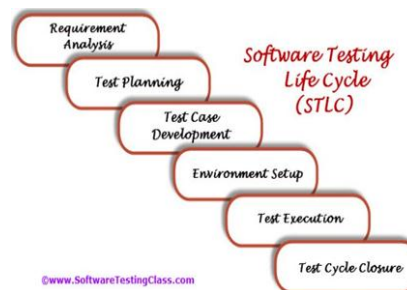 Requirement
Analysis
Software Testing
Life Cycle
(STLC)
Test Planning
Test Case
Development
Environment Setup
Test Execution
Test Cycle Closure
©www.SoftwareTestingClass.com